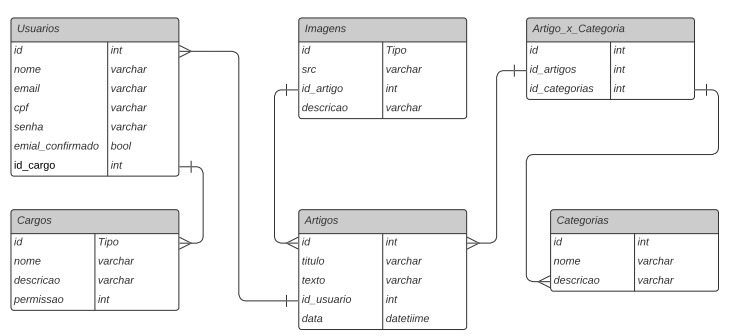 Usuarios
id int
nome varchar
email varchar
cpf varchar
senha varchar
emial_confirmado bool
id_cargo int
Imagens
id Tipo
src varchar
id_artigo int
descricao varchar
Artigo_x_Categoria
id int
id_artigos int
id_categorias int
Cargos
id Tipo
nome varchar
descricao varchar
permissao int
Artigos
id int
titulo varchar
texto varchar
id_usuario int
data datetiime
Categorias
id int
nome varchar
descricao varchar